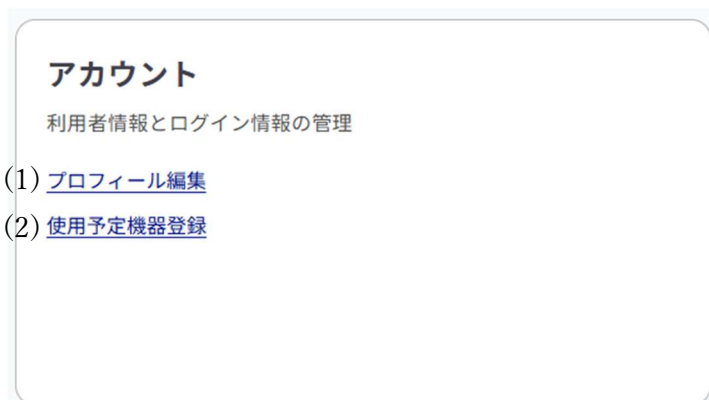 アカウント
利用者情報とログイン情報の管理
(1) プロフィール編集
(2) 使用予定機器登録